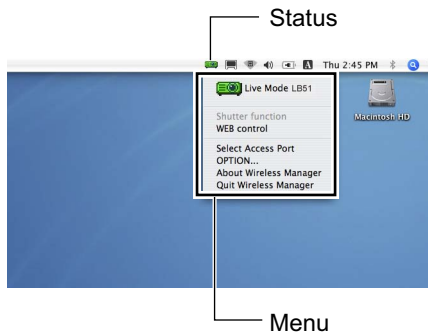 Status
Thu 2:45 PM
Live Mode LB51
Macintosh HD
Shutter function
WEB control
Select Access Port
OPTION...
About Wireless Manager
Quit Wireless Manager
Menu